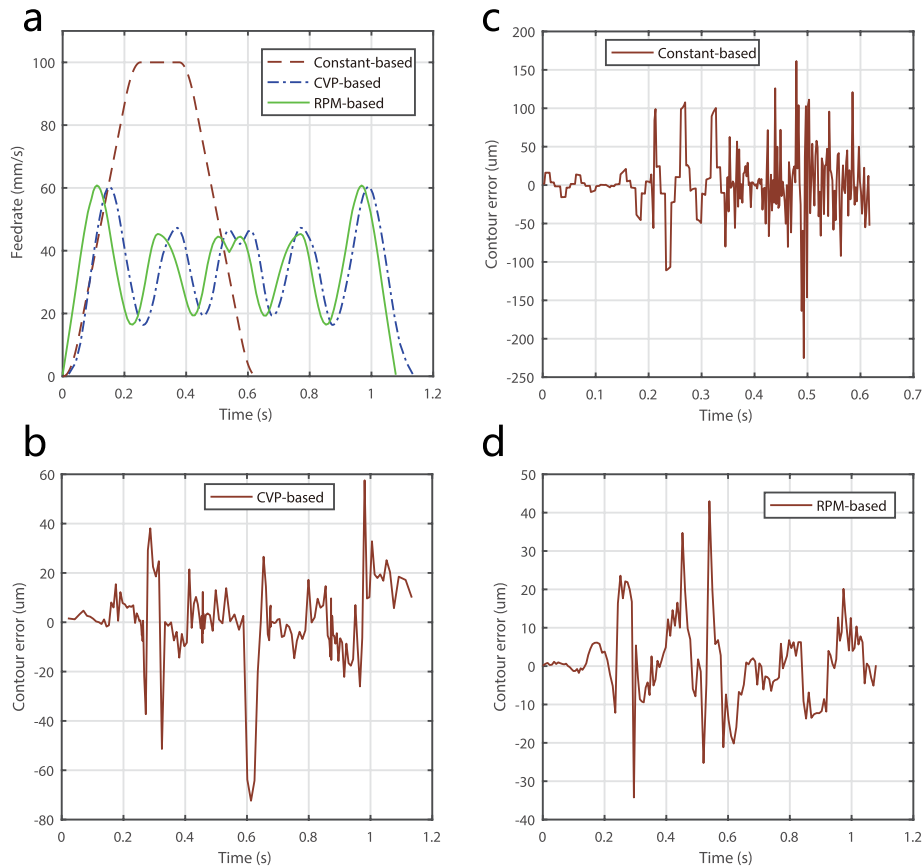 a
100
80
60
40
20
0
Feedrate (mm/s)
0 0.2 0.4 0.6 0.8 1 1.2
Time (s)
Constant-based
CVP-based
RPM-based
c
200
150
100
50
0
-50
-100
-150
-200
-250
Contour error (um)
0 0.1 0.2 0.3 0.4 0.5 0.6 0.7
Time (s)
Constant-based
b
60
40
20
0
-20
-40
-60
-80
Contour error (um)
0 0.2 0.4 0.6 0.8 1 1.2
Time (s)
CVP-based
d
50
40
30
20
10
0
-10
-20
-30
-40
Contour error (um)
0 0.2 0.4 0.6 0.8 1 1.2
Time (s)
RPM-based